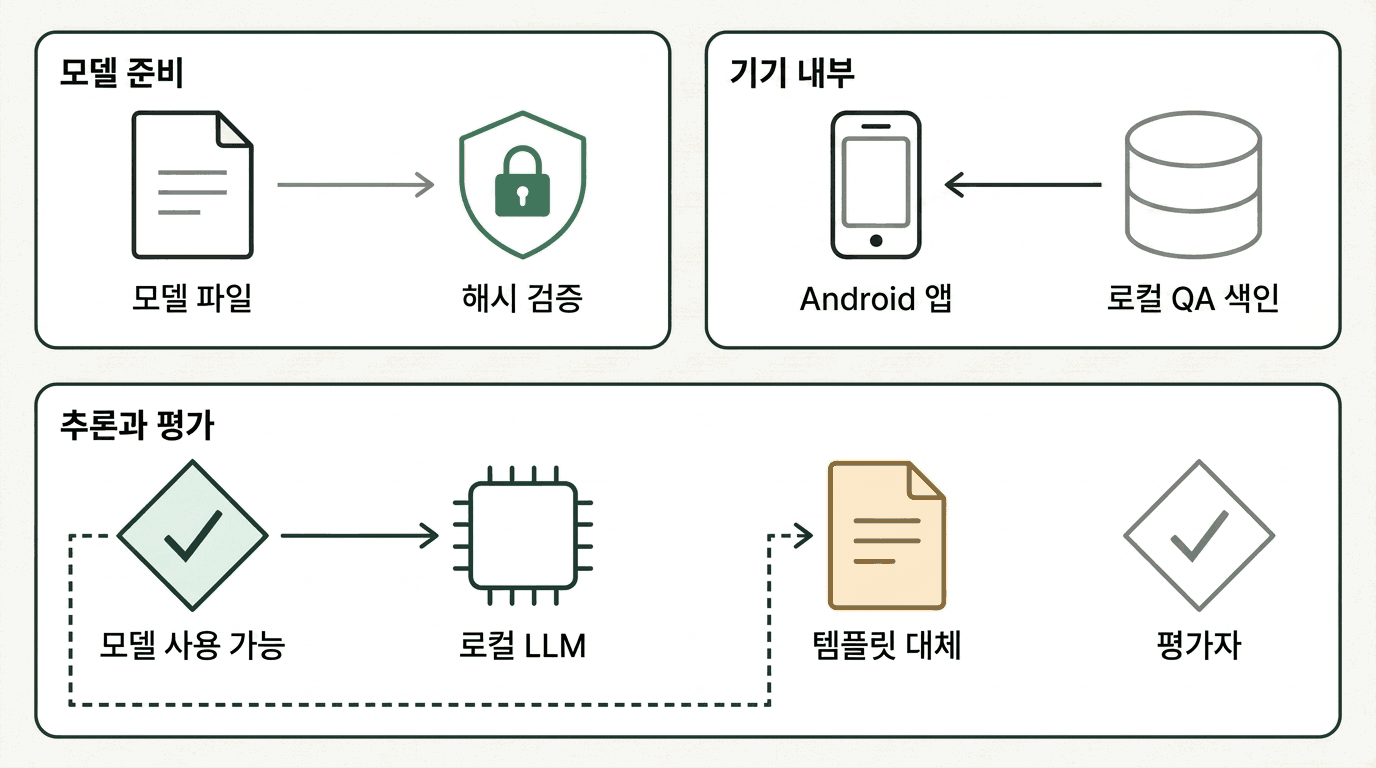 모델 준비
모델 파일
해시 검증
기기 내부
Android 앱
로컬 QA 색인
추론과 평가
모델 사용 가능
로컬 LLM
템플릿 대체
평가자